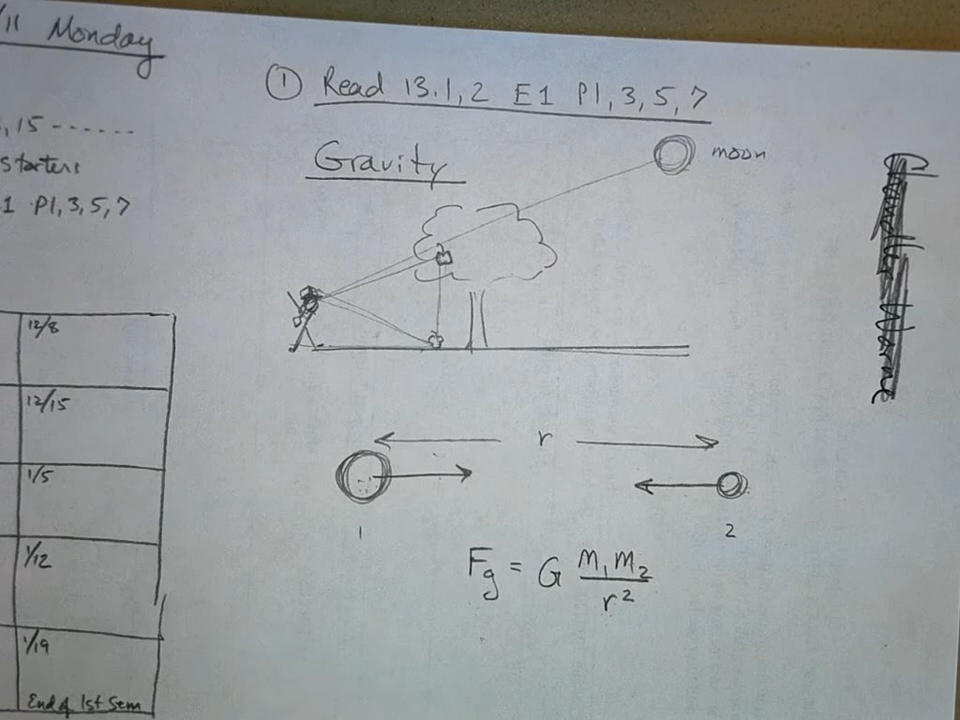 /11 Monday
, 15 ------
starters
1 P1, 3, 5, 7
12/8
12/15
1/5
1/12
1/19
End of 1st Sem
① Read 13.1, 2 E1 P1, 3, 5, 7
Gravity
moon
r
1
2
Fg = G m₁m₂/r²